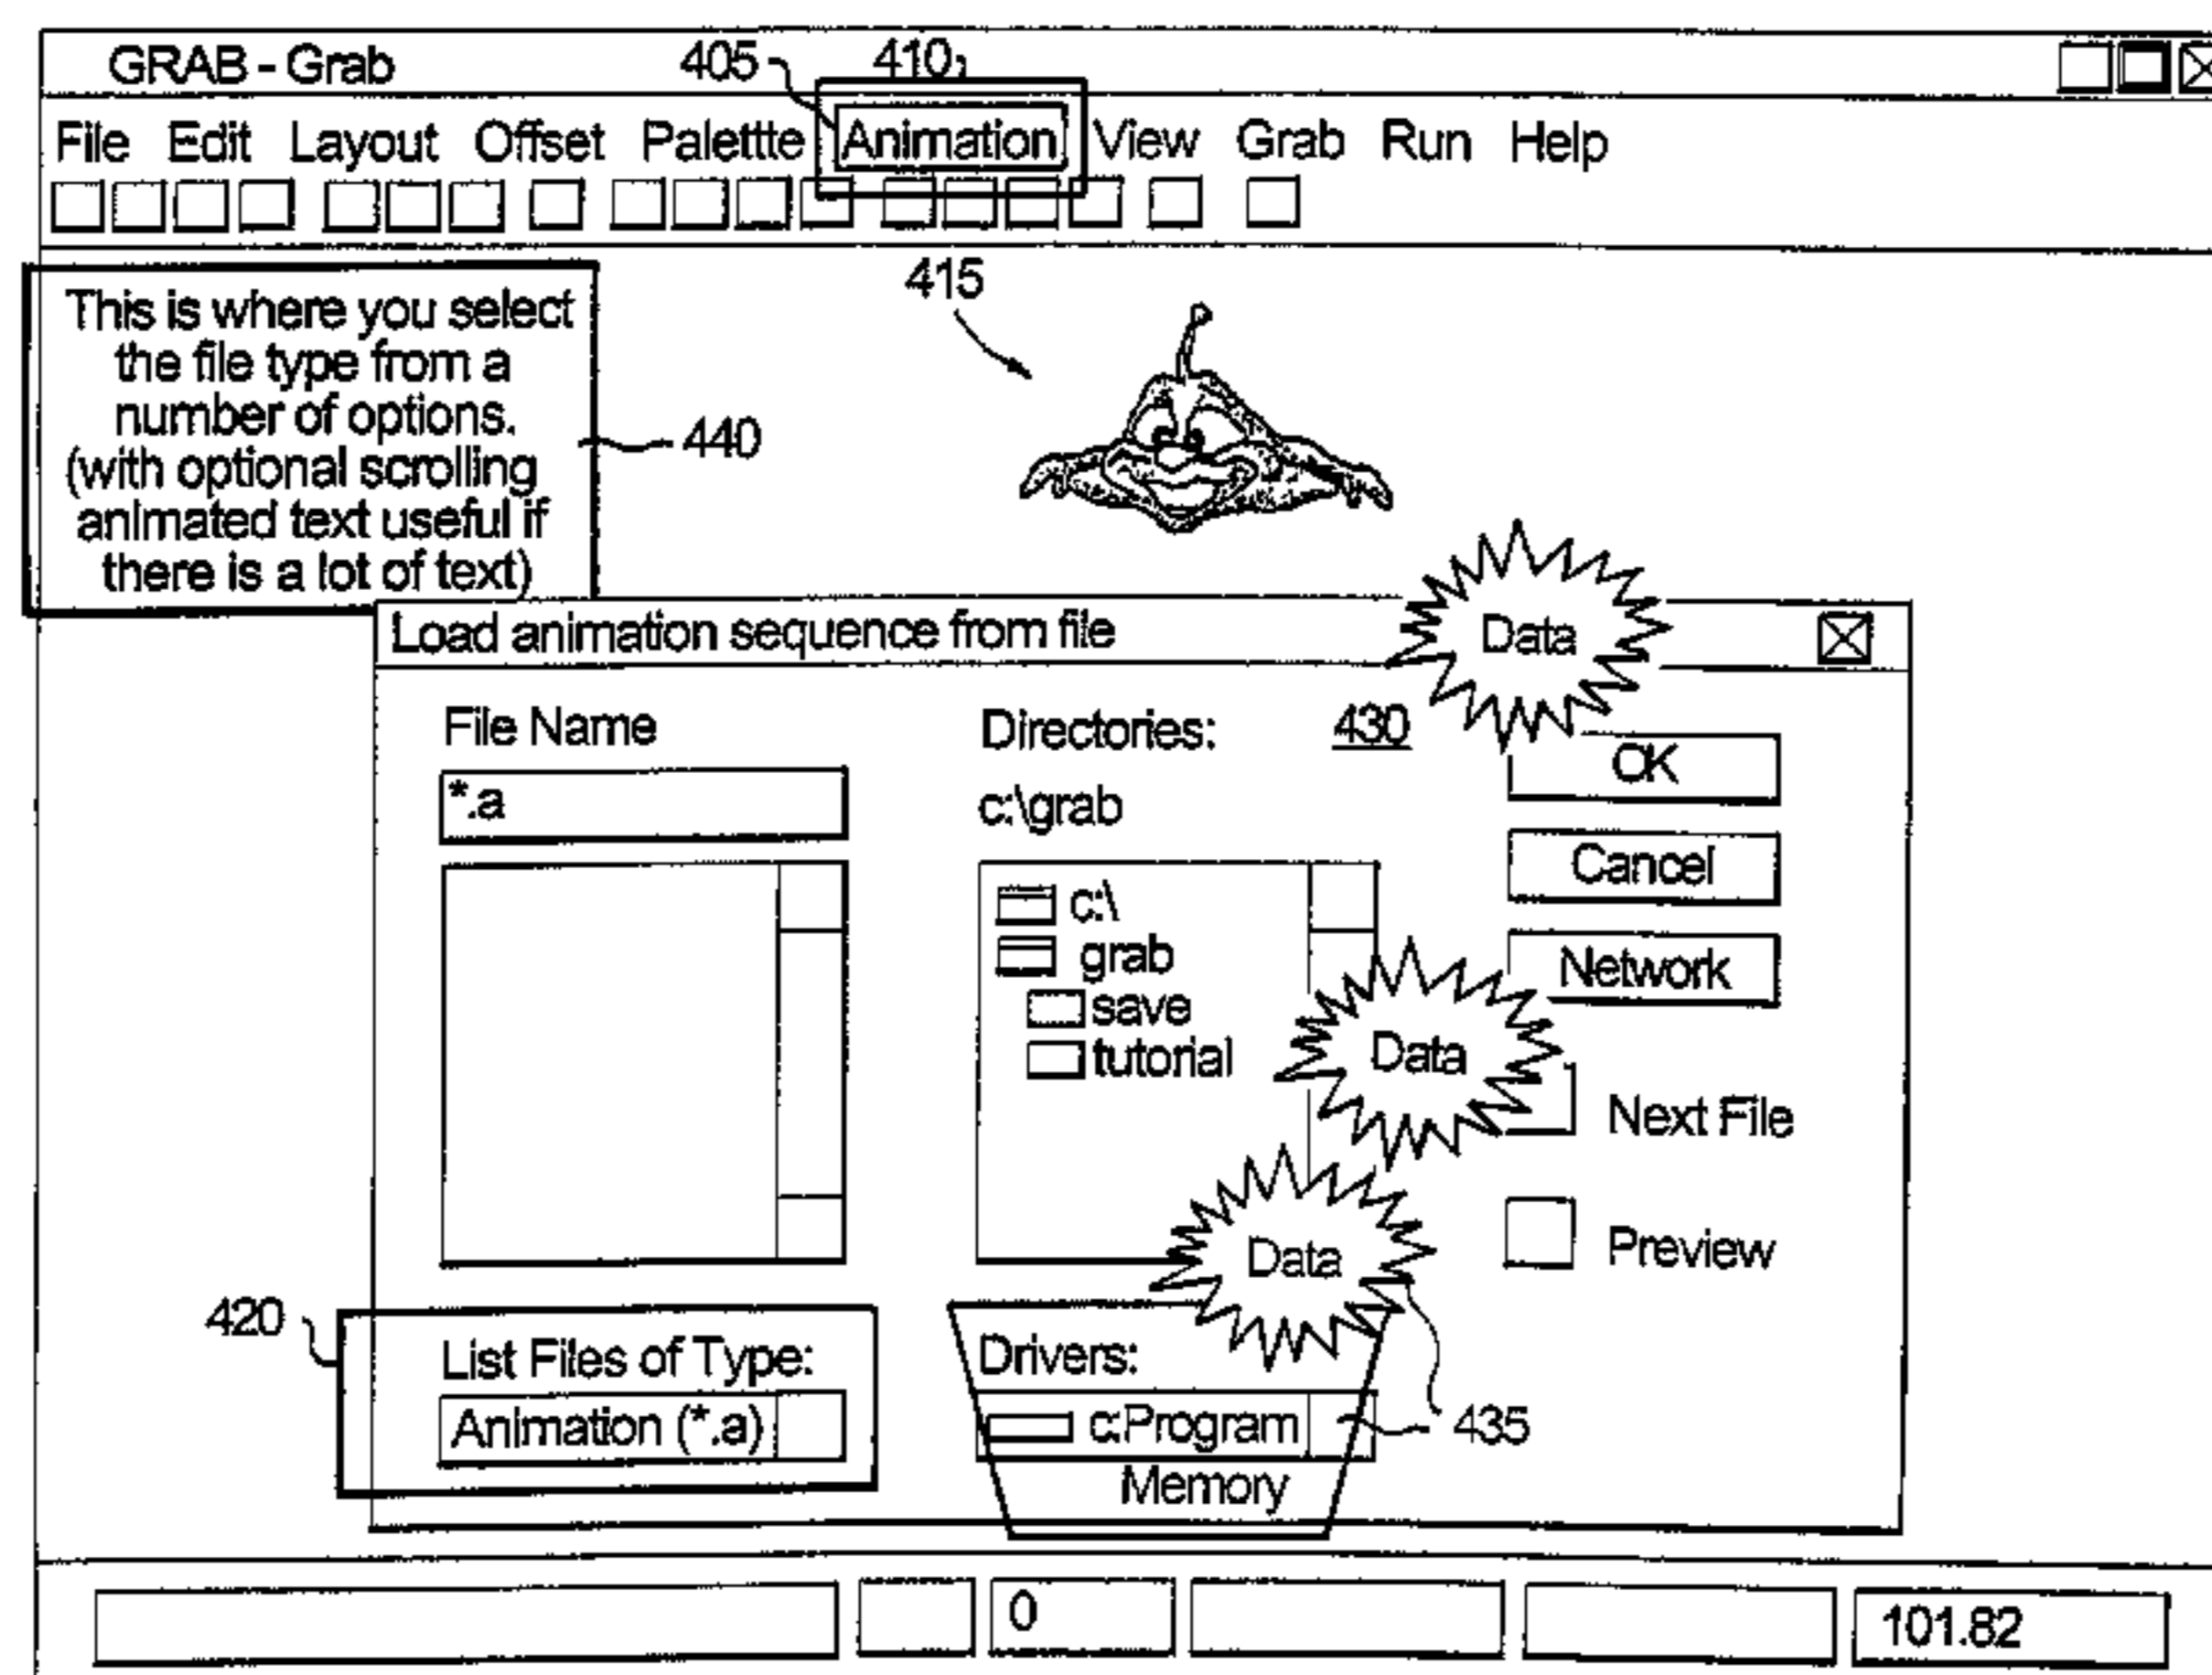 GRAB - Grab
405
410
File Edit Layout Offset Palettte Animation View Grab Run Help
This is where you select
the file type from a
number of options.
(with optional scrolling
animated text useful if
there is a lot of text)
440
415
Load animation sequence from file
Data
File Name
Directories:
430
*.a
c:\grab
OK
Cancel
Network
c:\
grab
save
tutorial
Data
Next File
Data
Preview
420
List Files of Type:
Animation (*.a)
Drivers:
c:Program
435
Memory
0
101.82